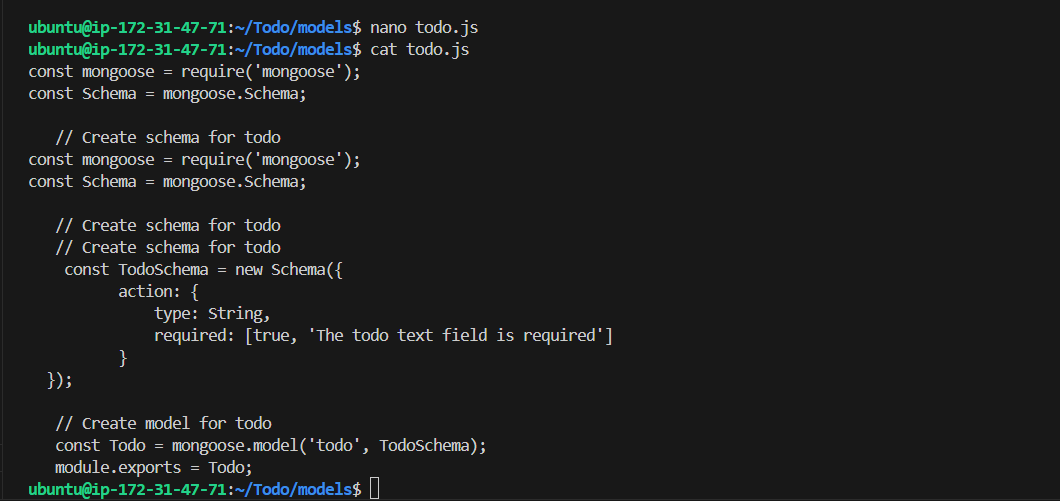 ubuntu@ip-172-31-47-71:~/Todo/models$ nano todo.js
ubuntu@ip-172-31-47-71:~/Todo/models$ cat todo.js
const mongoose = require('mongoose');
const Schema = mongoose.Schema;

   // Create schema for todo
const mongoose = require('mongoose');
const Schema = mongoose.Schema;

   // Create schema for todo
   // Create schema for todo
    const TodoSchema = new Schema({
          action: {
              type: String,
              required: [true, 'The todo text field is required']
          }
  });

   // Create model for todo
   const Todo = mongoose.model('todo', TodoSchema);
   module.exports = Todo;
ubuntu@ip-172-31-47-71:~/Todo/models$